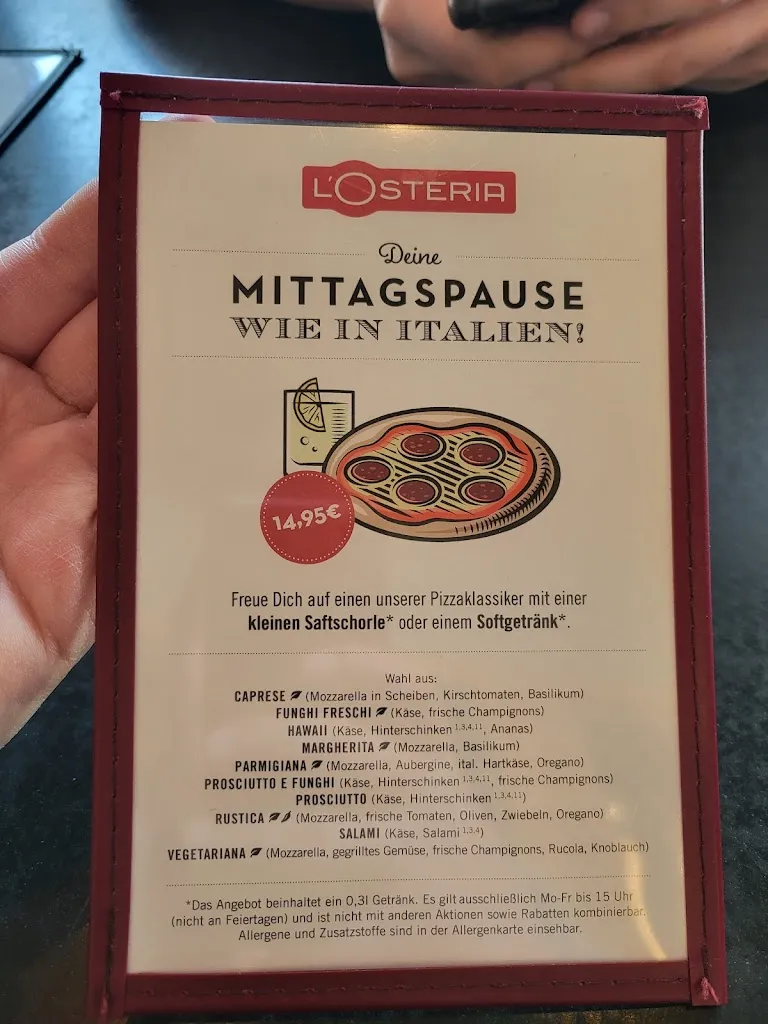 L'OSTERIA
Deine
MITTAGSPAUSE
WIE IN ITALIEN!
14,95€
Freue Dich auf einen unserer Pizzaklassiker mit einer
kleinen Saftschorle* oder einem Softgetränk*.
Wahl aus:
CAPRESE (Mozzarella in Scheiben, Kirschtomaten, Basilikum)
FUNGHI FRESCHI (Käse, frische Champignons)
HAWAII (Käse, Hinterschinken 1,3,4,11, Ananas)
MARGHERITA (Mozzarella, Basilikum)
PARMIGIANA (Mozzarella, Aubergine, ital. Hartkäse, Oregano)
PROSCIUTTO E FUNGHI (Käse, Hinterschinken 1,3,4,11, frische Champignons)
PROSCIUTTO (Käse, Hinterschinken 1,3,4,11)
RUSTICA (Mozzarella, frische Tomaten, Oliven, Zwiebeln, Oregano)
SALAMI (Käse, Salami 1,3,4)
VEGETARIANA (Mozzarella, gegrilltes Gemüse, frische Champignons, Rucola, Knoblauch)
*Das Angebot beinhaltet ein 0,3l Getränk. Es gilt ausschließlich Mo-Fr bis 15 Uhr
(nicht an Feiertagen) und ist nicht mit anderen Aktionen sowie Rabatten kombinierbar.
Allergene und Zusatzstoffe sind in der Allergenkarte einsehbar.